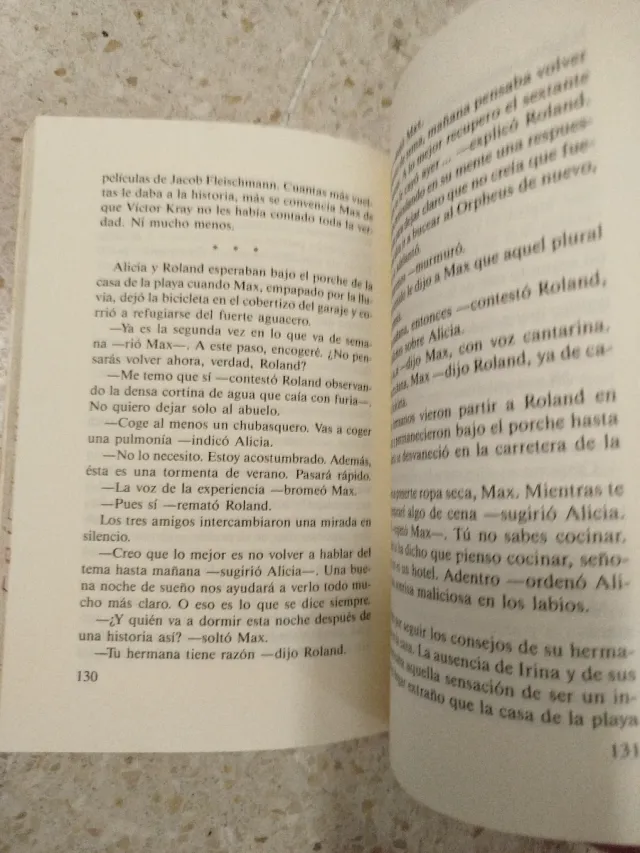 películas de Jacob Fleischmann. Cuantas más vuel-
tas le daba a la historia, más se convencía Max de
que Víctor Kray no les había contado toda la ver-
dad. Ni mucho menos.
* * *
Alicia y Roland esperaban bajo el porche de la
casa de la playa cuando Max, empapado por la llu-
via, dejó la bicicleta en el cobertizo del garaje y co-
rrió a refugiarse del fuerte aguacero.
—Ya es la segunda vez en lo que va de sema-
na —rió Max—. A este paso, encogeré. ¿No pen-
sarás volver ahora, verdad, Roland?
—Me temo que sí —contestó Roland observan-
do la densa cortina de agua que caía con furia—.
No quiero dejar solo al abuelo.
—Coge al menos un chubasquero. Vas a coger
una pulmonía —indicó Alicia.
—No lo necesito. Estoy acostumbrado. Además,
ésta es una tormenta de verano. Pasará rápido.
—La voz de la experiencia —bromeó Max.
—Pues sí —remató Roland.
Los tres amigos intercambiaron una mirada en
silencio.
—Creo que lo mejor es no volver a hablar del
tema hasta mañana —sugirió Alicia—. Una bue-
na noche de sueño nos ayudará a verlo todo mu-
cho más claro. O eso es lo que se dice siempre.
—¿Y quién va a dormir esta noche después de
una historia así? —soltó Max.
—Tu hermana tiene razón —dijo Roland.
130
Max.
mañana pensaba volver
A lo mejor recupero el sextante
ayer... —explicó Roland.
en su mente una respues-
dejar claro que no creía que fue-
a bucear al Orpheus de nuevo,
—murmuró.
le dijo a Max que aquel plural
entonces —contestó Roland,
sobre Alicia.
—dijo Max, con voz cantarina.
Max —dijo Roland, ya de ca-
vieron partir a Roland en
permanecieron bajo el porche hasta
se desvaneció en la carretera de la
ponerte ropa seca, Max. Mientras te
algo de cena —sugirió Alicia.
Max—. Tú no sabes cocinar.
ha dicho que pienso cocinar, seño-
es un hotel. Adentro —ordenó Ali-
sonrisa maliciosa en los labios.
por seguir los consejos de su herma-
la casa. La ausencia de Irina y de sus
aquella sensación de ser un in-
lugar extraño que la casa de la playa
131